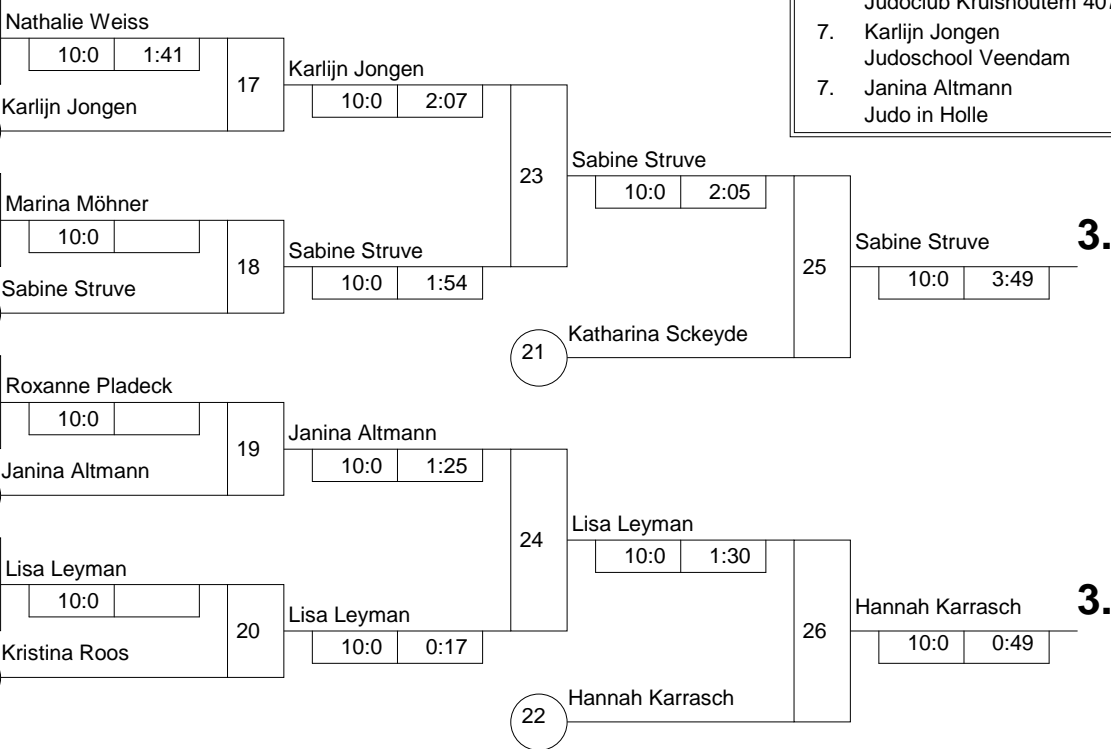 Judoclub Kruishoutem 407
7. Karlijn Jongen
Judoschool Veendam
7. Janina Altmann
Judo in Holle
Nathalie Weiss
10:0 1:41
17
Karlijn Jongen
Karlijn Jongen
10:0 2:07
23
Sabine Struve
10:0 2:05
Marina Möhner
10:0
18
Sabine Struve
Sabine Struve
10:0 1:54
25
Sabine Struve 3.
10:0 3:49
21
Katharina Sckeyde
Roxanne Pladeck
10:0
19
Janina Altmann
Janina Altmann
10:0 1:25
24
Lisa Leyman
10:0 1:30
Lisa Leyman
10:0
20
Kristina Roos
Lisa Leyman
10:0 0:17
26
Hannah Karrasch 3.
10:0 0:49
22
Hannah Karrasch